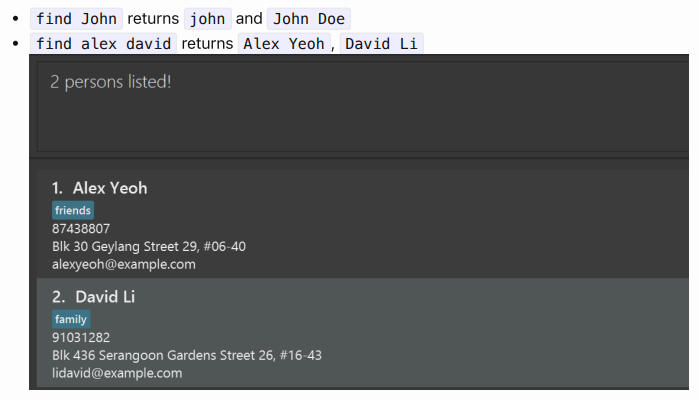 • find John returns john and John Doe
• find alex david returns Alex Yeoh, David Li
2 persons listed!
1. Alex Yeoh
friends
87438807
Blk 30 Geylang Street 29, #06-40
alexyeoh@example.com
2. David Li
family
91031282
Blk 436 Serangoon Gardens Street 26, #16-43
lidavid@example.com